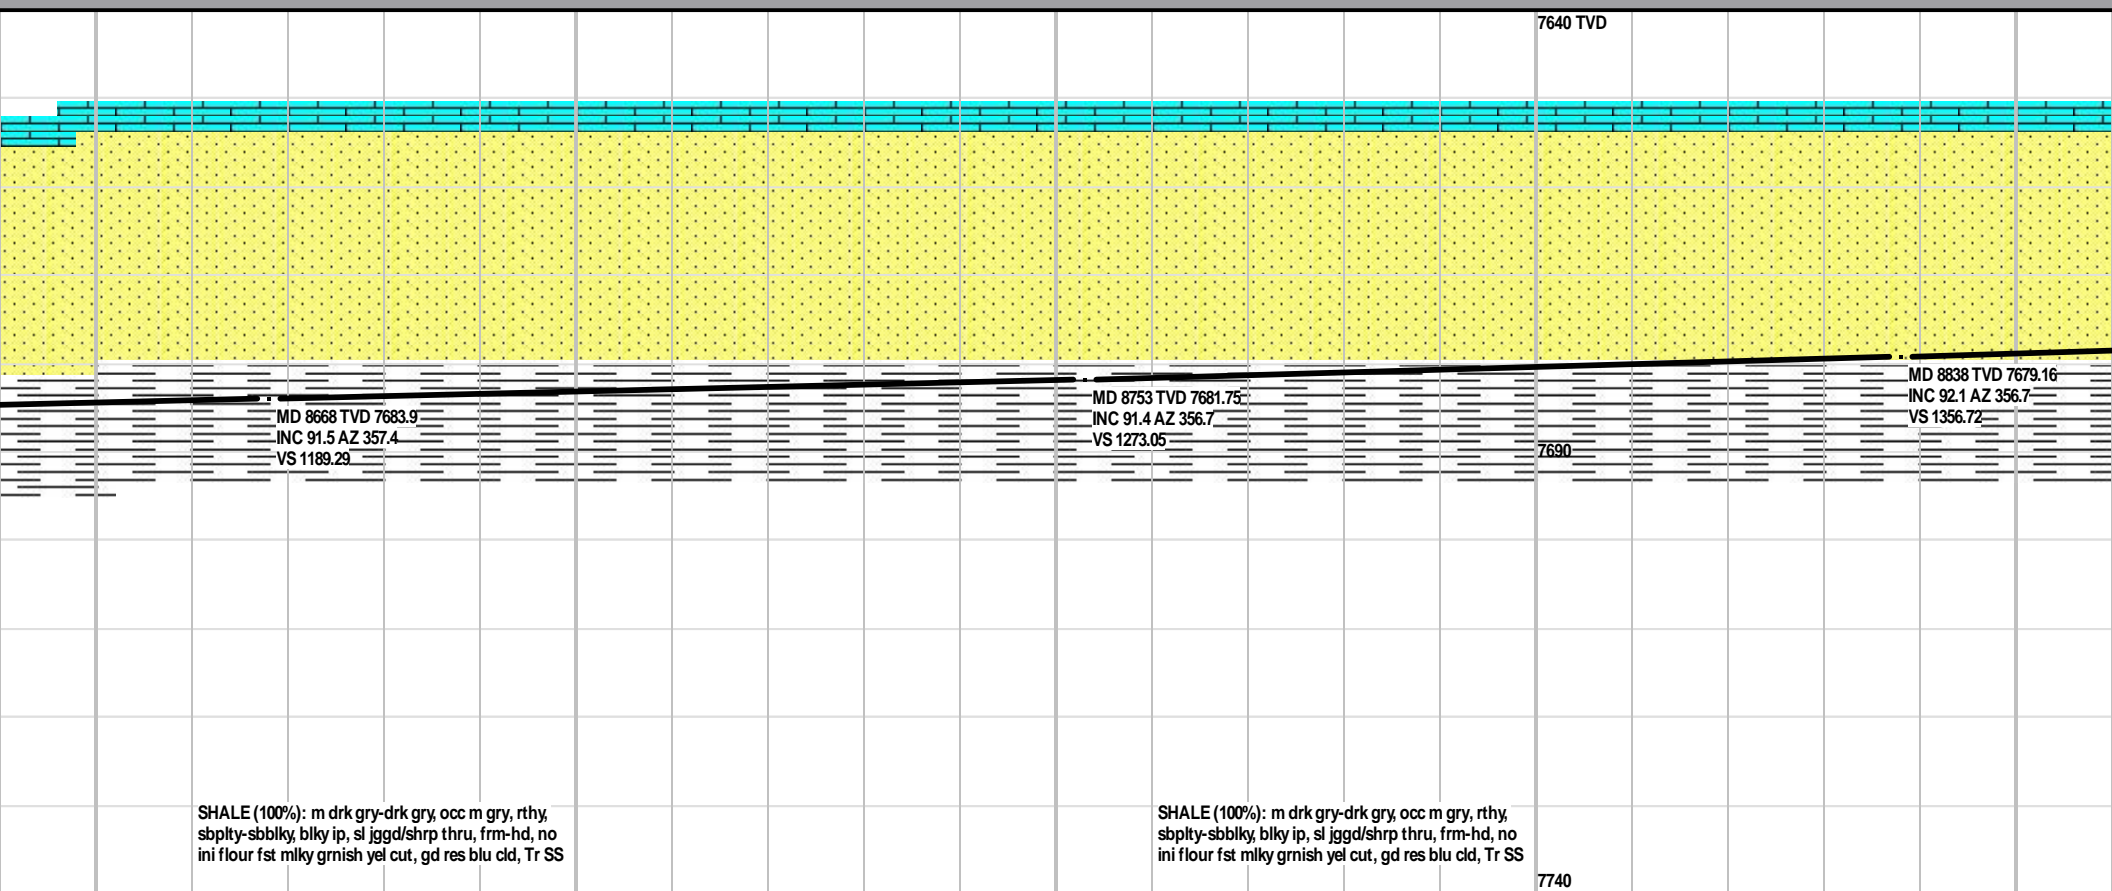 7640 TVD
MD 8668 TVD 7683.9
INC 91.5 AZ 357.4
VS 1189.29
MD 8753 TVD 7681.75
INC 91.4 AZ 356.7
VS 1273.05
MD 8838 TVD 7679.16
INC 92.1 AZ 356.7
VS 1356.72
7690
SHALE (100%): m drk gry-drk gry, occ m gry, rthy,
sbplty-sbblky, blky ip, sl jggd/shrp thru, frm-hd, no
ini flour fst mlky grnish yel cut, gd res blu cld, Tr SS
SHALE (100%): m drk gry-drk gry, occ m gry, rthy,
sbplty-sbblky, blky ip, sl jggd/shrp thru, frm-hd, no
ini flour fst mlky grnish yel cut, gd res blu cld, Tr SS
7740